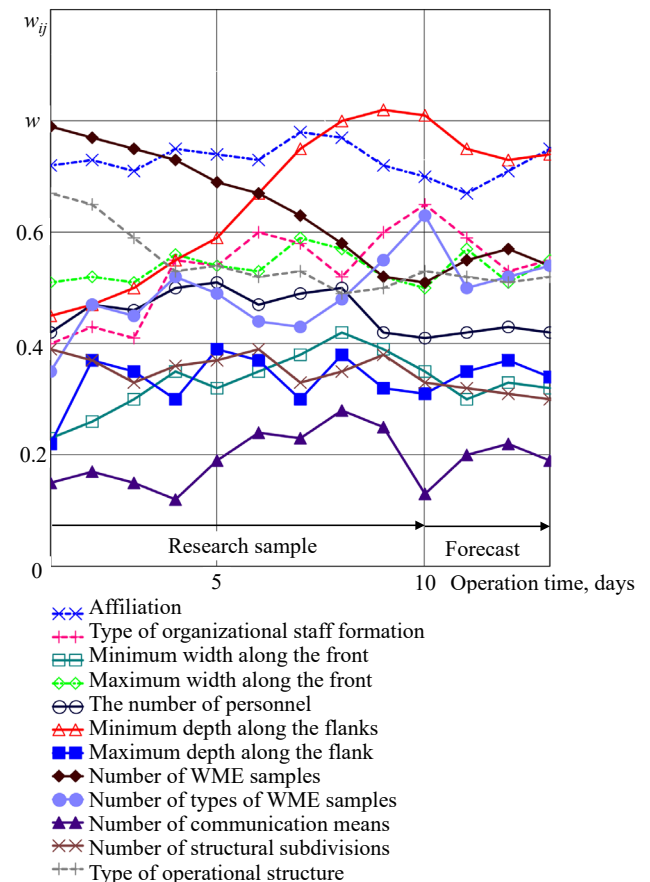 w ij
w
0.6
0.4
0.2
Research sample
Forecast
0
5
10
Operation time, days
Affiliation
Type of organizational staff formation
Minimum width along the front
Maximum width along the front
The number of personnel
Minimum depth along the flanks
Maximum depth along the flank
Number of WME samples
Number of types of WME samples
Number of communication means
Number of structural subdivisions
Type of operational structure